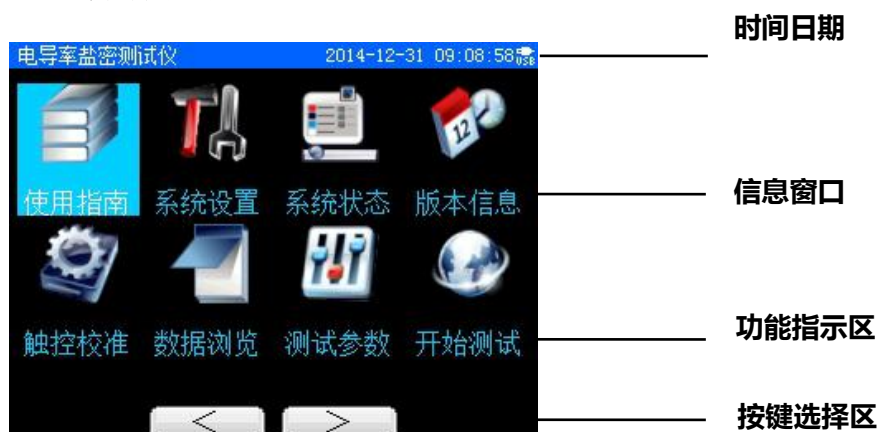 时间日期
电导率盐密测试仪 2014-12-31 09:08:58 USB
使用指南 系统设置 系统状态 版本信息
信息窗口
触控校准 数据浏览 测试参数 开始测试
功能指示区
< >
按键选择区
12